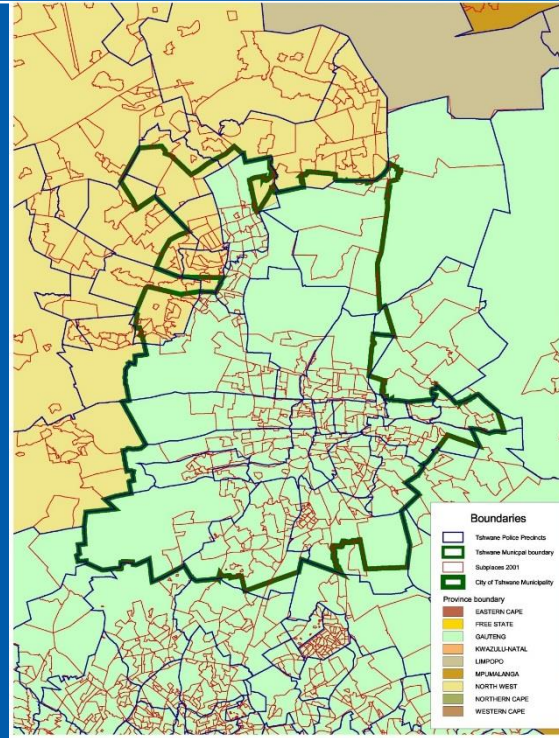 Boundaries
Tshwane Police Precincts
Tshwane Municpal boundary
Subplaces 2001
City of Tshwane Municipality
Province boundary
EASTERN CAPE
FREE STATE
GAUTENG
KWAZULU-NATAL
LIMPOPO
MPUMALANGA
NORTH WEST
NORTHERN CAPE
WESTERN CAPE